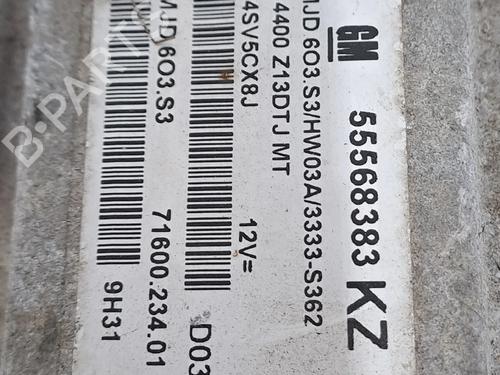 GM
55568383 KZ
MJD 6O3.S3/HW03A/3333-S362
4400 Z13DTJ MT
4SV5CX8J
12V=
D03
MJD 6O3.S3
71600.234.01
9H31
B-PARTS